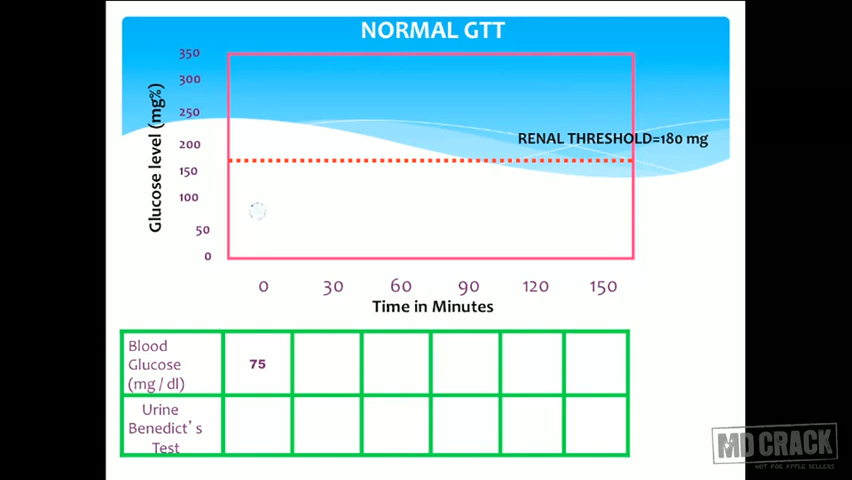 NORMAL GTT
350
300
250
200
150
100
50
0
Glucose level (mg%)
RENAL THRESHOLD=180 mg
0 30 60 90 120 150
Time in Minutes
Blood
Glucose
(mg / dl)
75
Urine
Benedict's
Test
MD CRACK
NOT FOR APPLE SELLERS